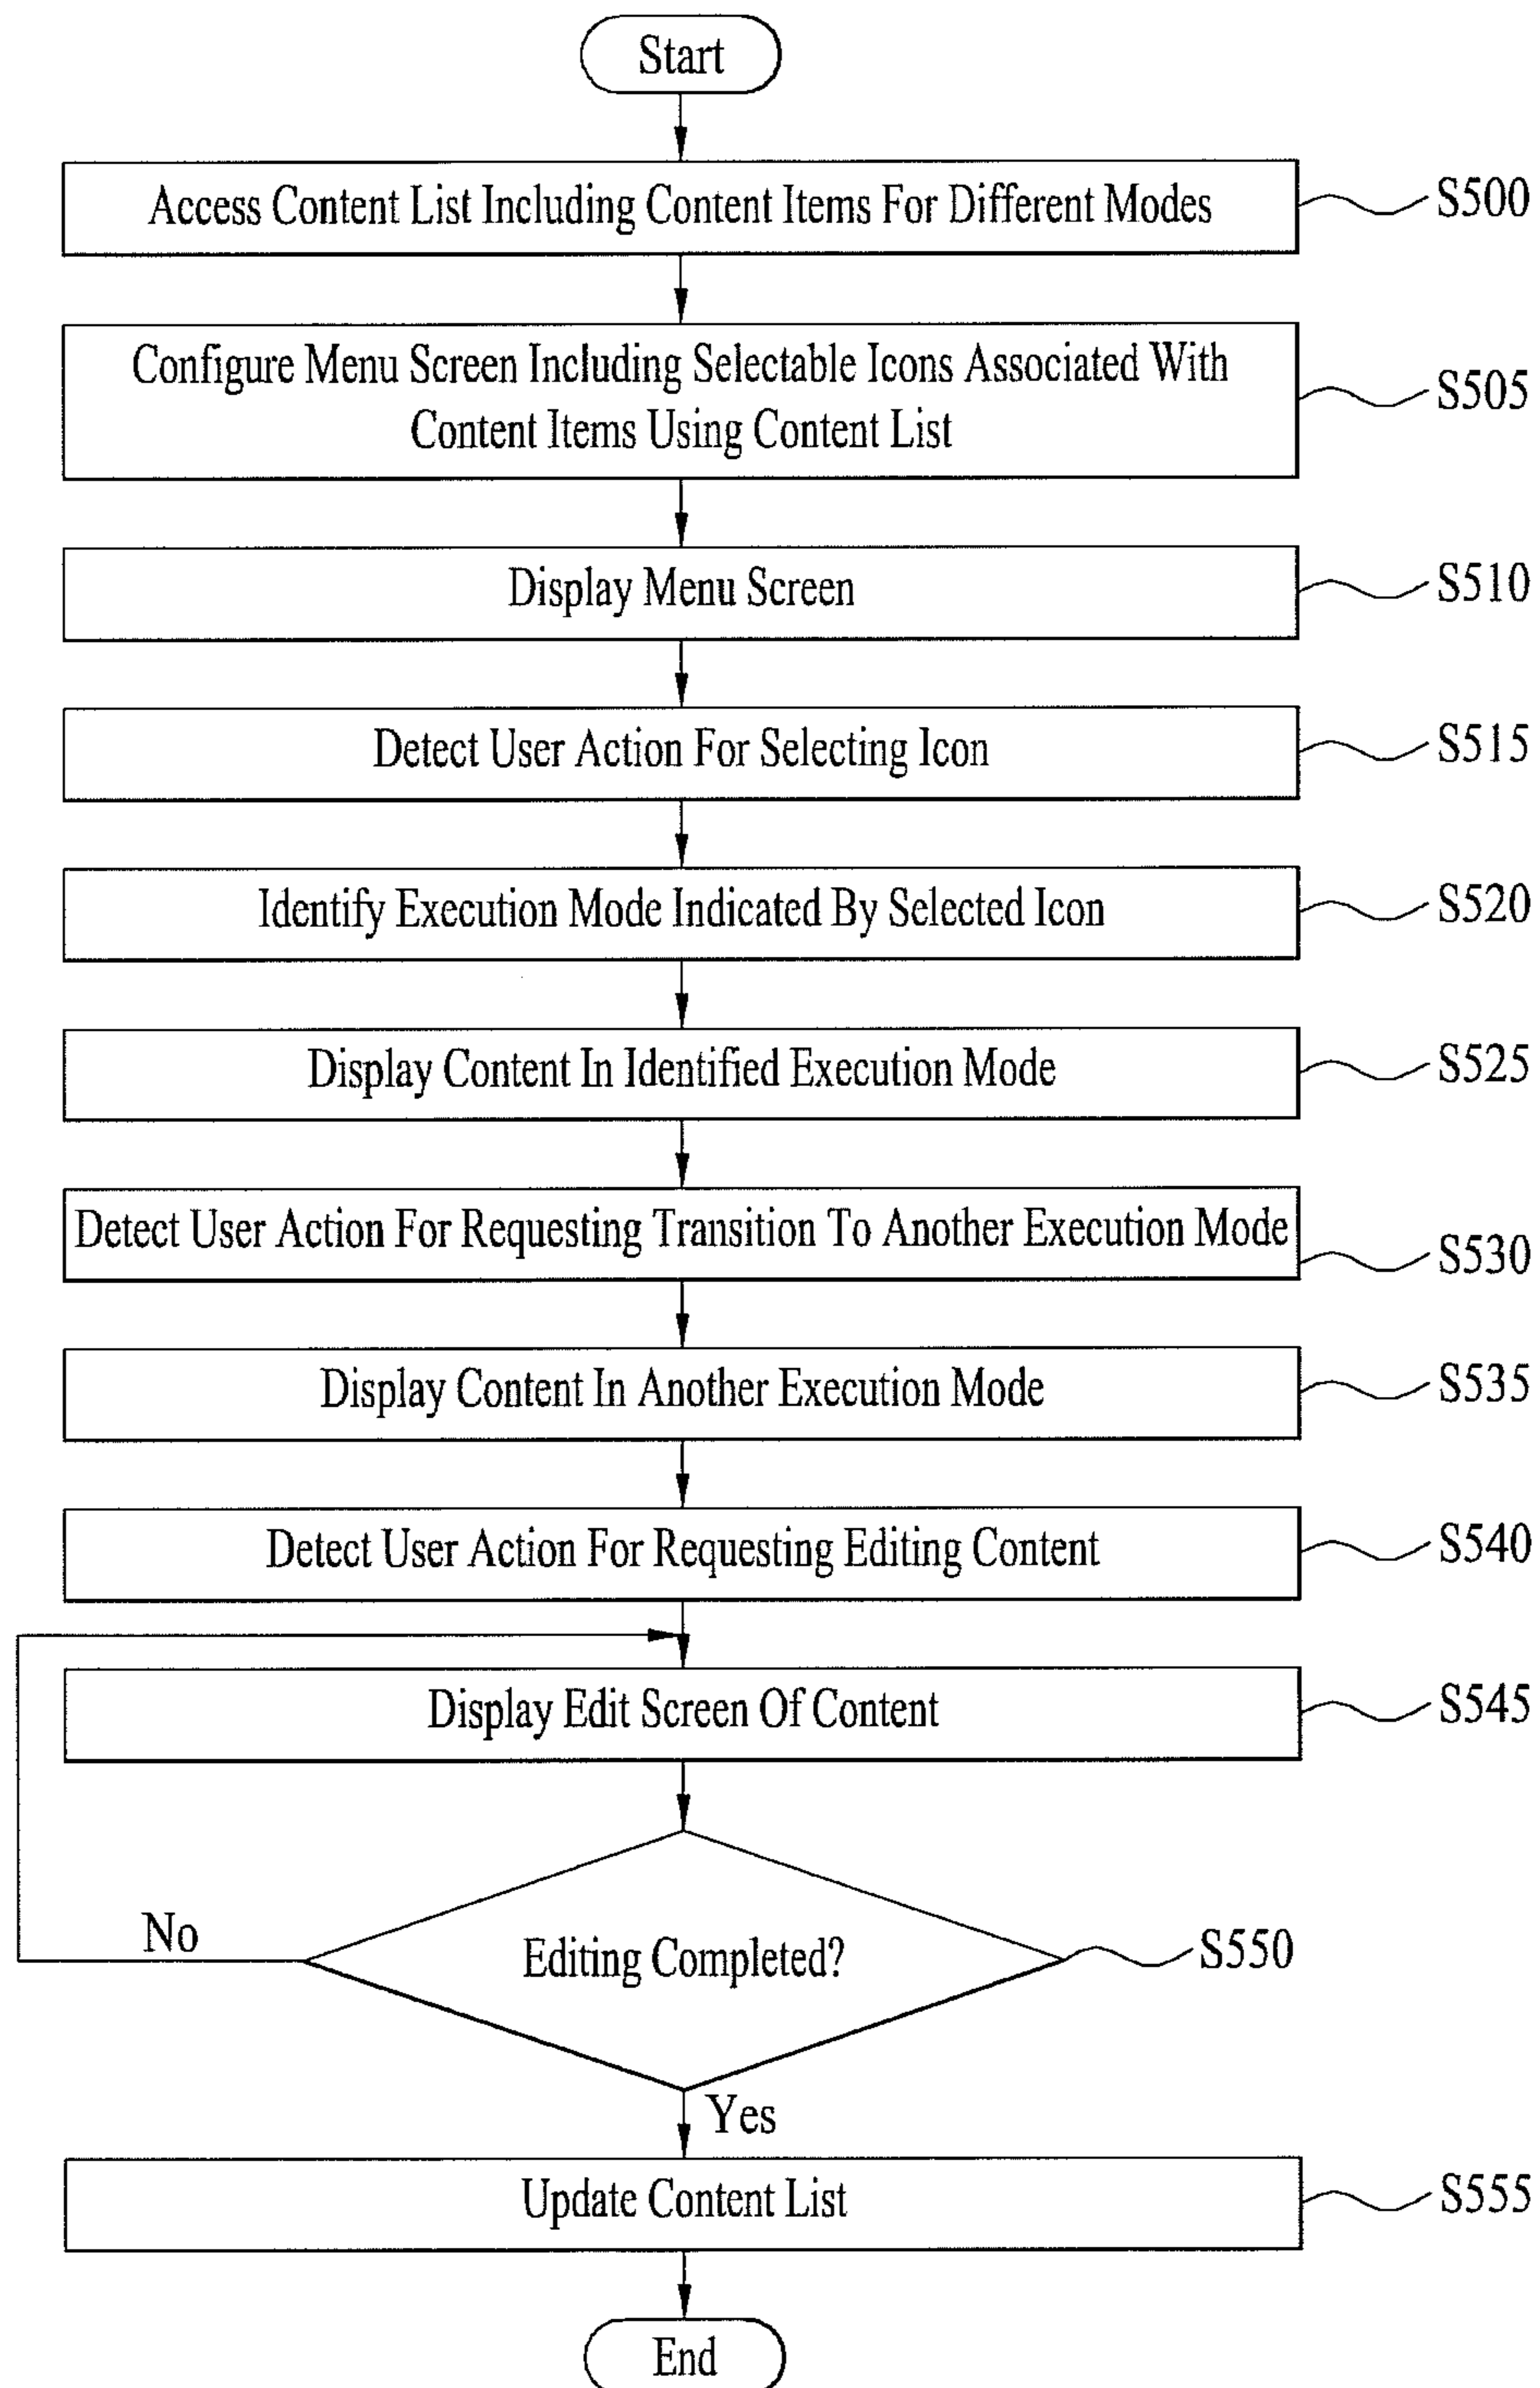 Start
Access Content List Including Content Items For Different Modes
S500
Configure Menu Screen Including Selectable Icons Associated With
Content Items Using Content List
S505
Display Menu Screen
S510
Detect User Action For Selecting Icon
S515
Identify Execution Mode Indicated By Selected Icon
S520
Display Content In Identified Execution Mode
S525
Detect User Action For Requesting Transition To Another Execution Mode
S530
Display Content In Another Execution Mode
S535
Detect User Action For Requesting Editing Content
S540
Display Edit Screen Of Content
S545
No
Editing Completed?
S550
Yes
Update Content List
S555
End